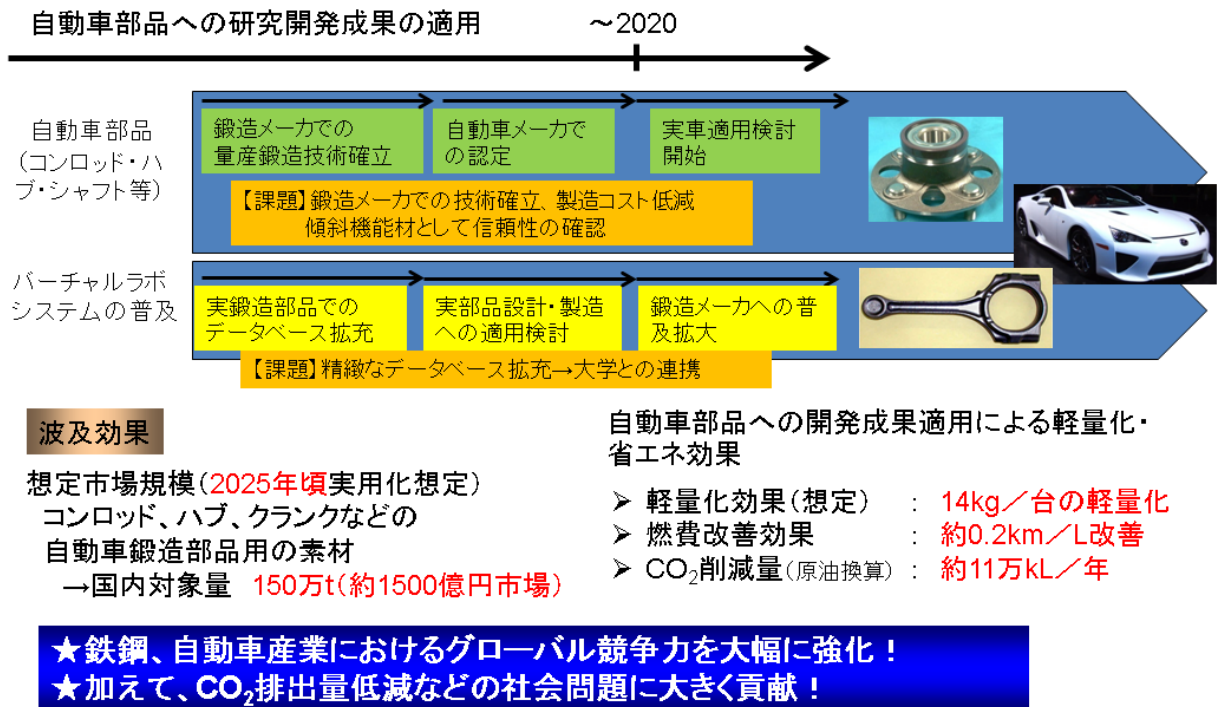 自動車部品への研究開発成果の適用 ～2020
自動車部品
(コンロッド・ハ
ブ・シャフト等)
鍛造メーカでの
量産鍛造技術確立
自動車メーカで
の認定
実車適用検討
開始
【課題】鍛造メーカでの技術確立、製造コスト低減
傾斜機能材として信頼性の確認
バーチャルラボ
システムの普及
実鍛造部品での
データベース拡充
実部品設計・製造
への適用検討
鍛造メーカへの普
及拡大
【課題】精緻なデータベース拡充→大学との連携
波及効果
想定市場規模(2025年頃実用化想定)
コンロッド、ハブ、クランクなどの
自動車鍛造部品用の素材
→国内対象量 150万t(約1500億円市場)
自動車部品への開発成果適用による軽量化・
省エネ効果
➢ 軽量化効果(想定) : 14kg／台の軽量化
➢ 燃費改善効果 : 約0.2km／L改善
➢ CO₂削減量(原油換算) : 約11万kL／年
★鉄鋼、自動車産業におけるグローバル競争力を大幅に強化！
★加えて、CO₂排出量低減などの社会問題に大きく貢献！